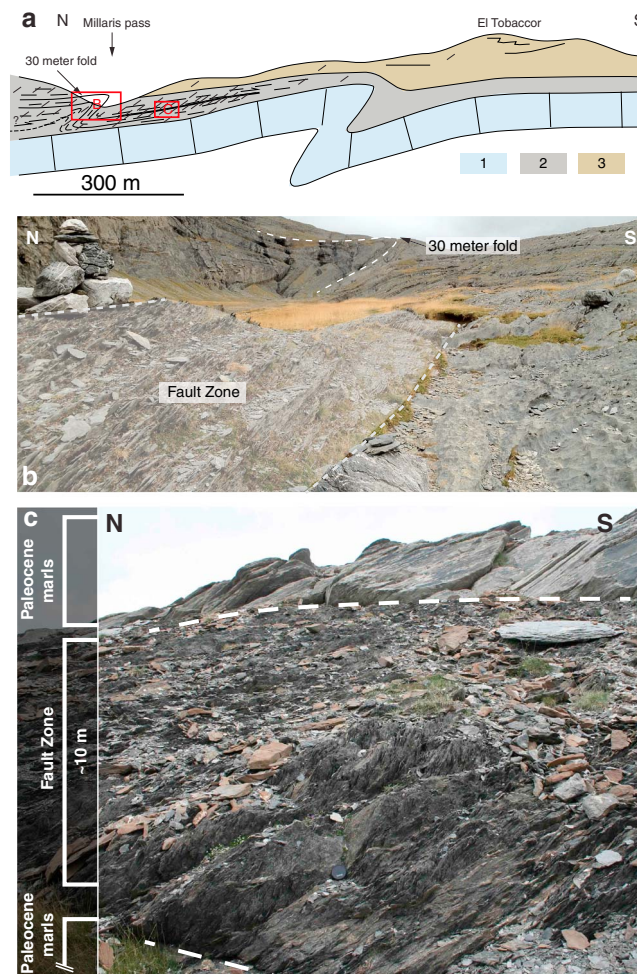 a
N
Millaris pass
El Tobaccor
S
30 meter fold
300 m
1
2
3
N
S
30 meter fold
Fault Zone
b
c
N
S
Paleocene
marls
Fault Zone
~10 m
Paleocene
marls